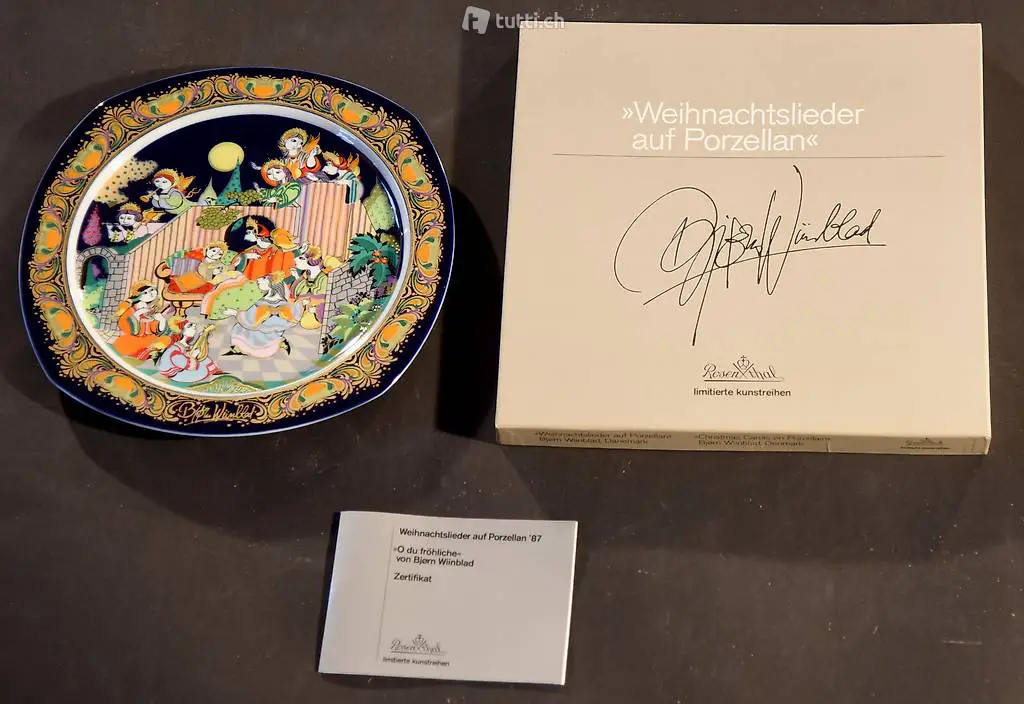 tutti.ch
»Weihnachtslieder
auf Porzellan«
Bjørn Wiinblad
Rosenthal
limitierte kunstreihen
»Weihnachtslieder auf Porzellan«
Bjørn Wiinblad, Dänemark
»Christmas Carols on Porcelain«
Bjørn Wiinblad, Denmark
Bjørn Wiinblad
Weihnachtslieder auf Porzellan '87
»O du fröhliche«
von Bjørn Wiinblad
Zertifikat
Rosenthal
limitierte kunstreihen